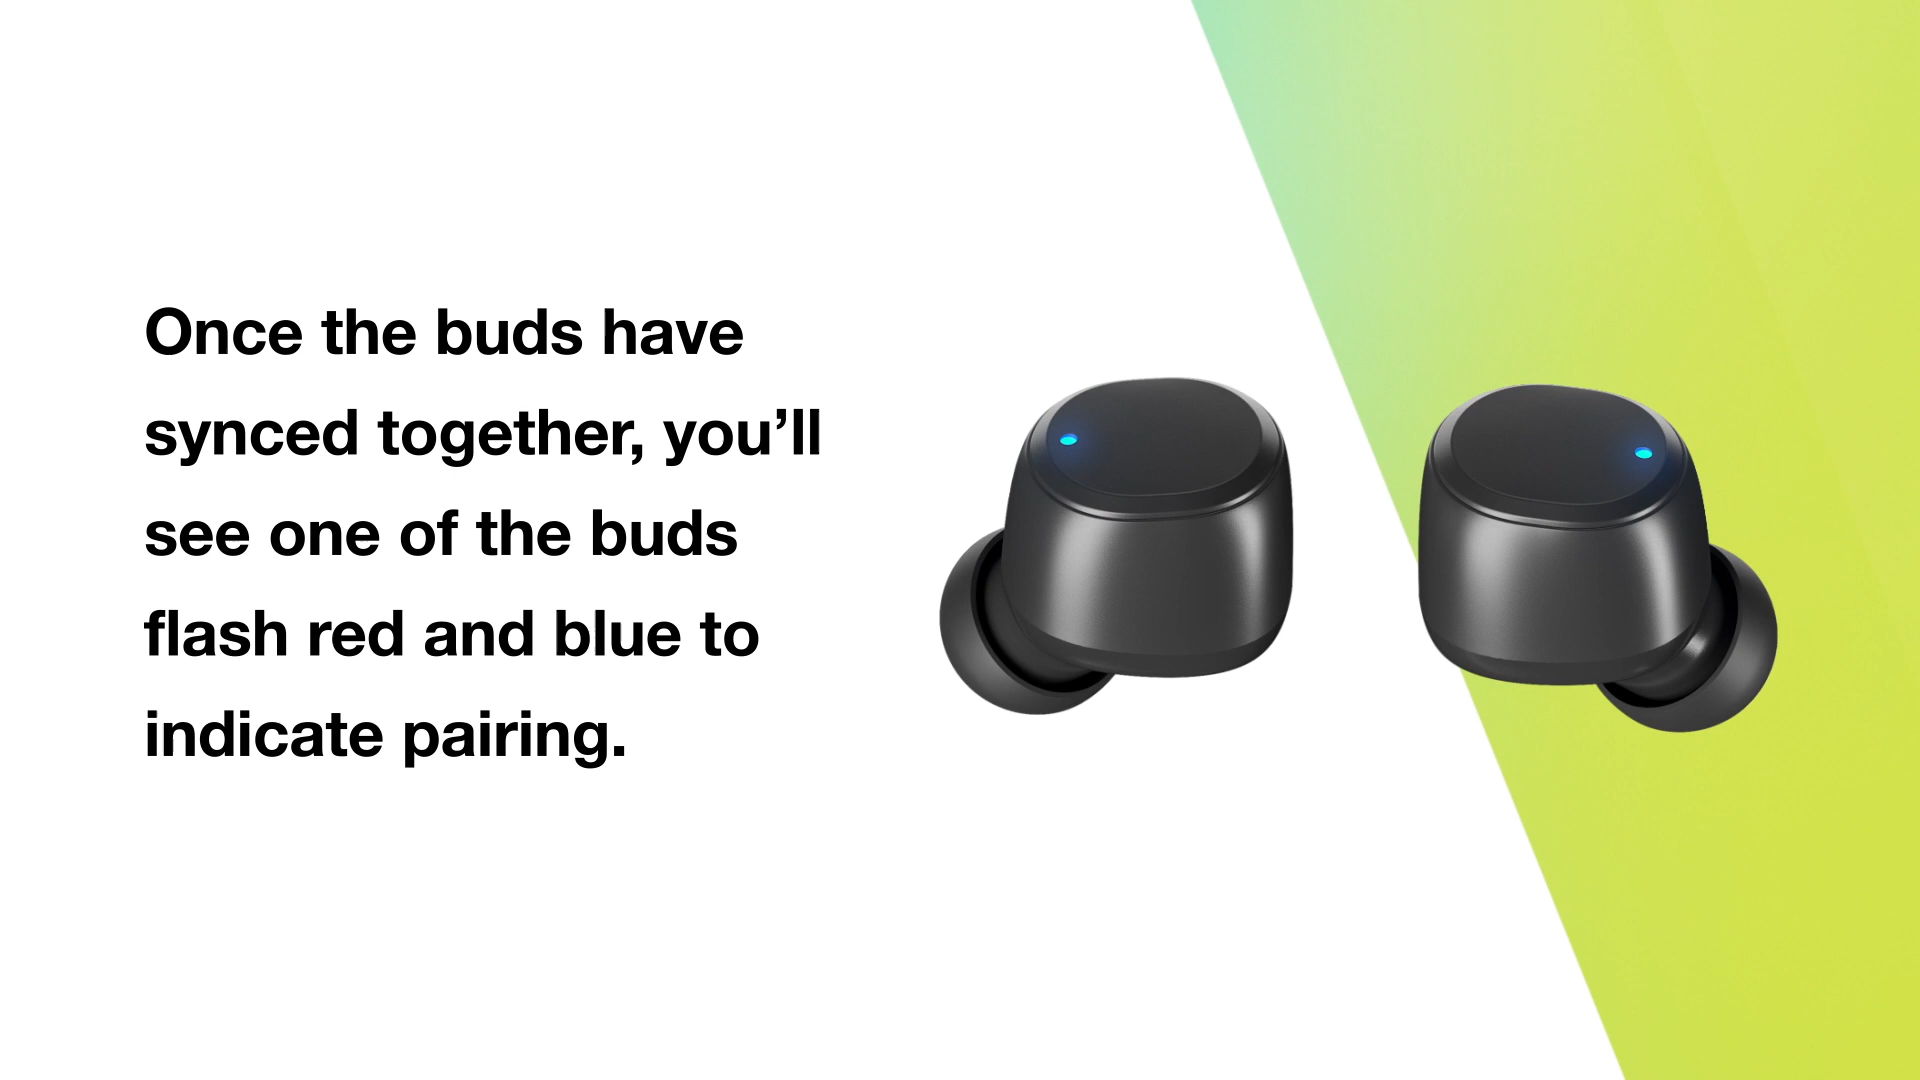 Once the buds have
synced together, you’ll
see one of the buds
flash red and blue to
indicate pairing.